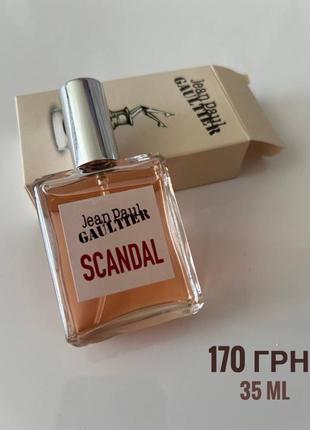 Jean Paul
GAULTIER
Jean Paul
GAULTIER
SCANDAL
170 ГРН
35 ML